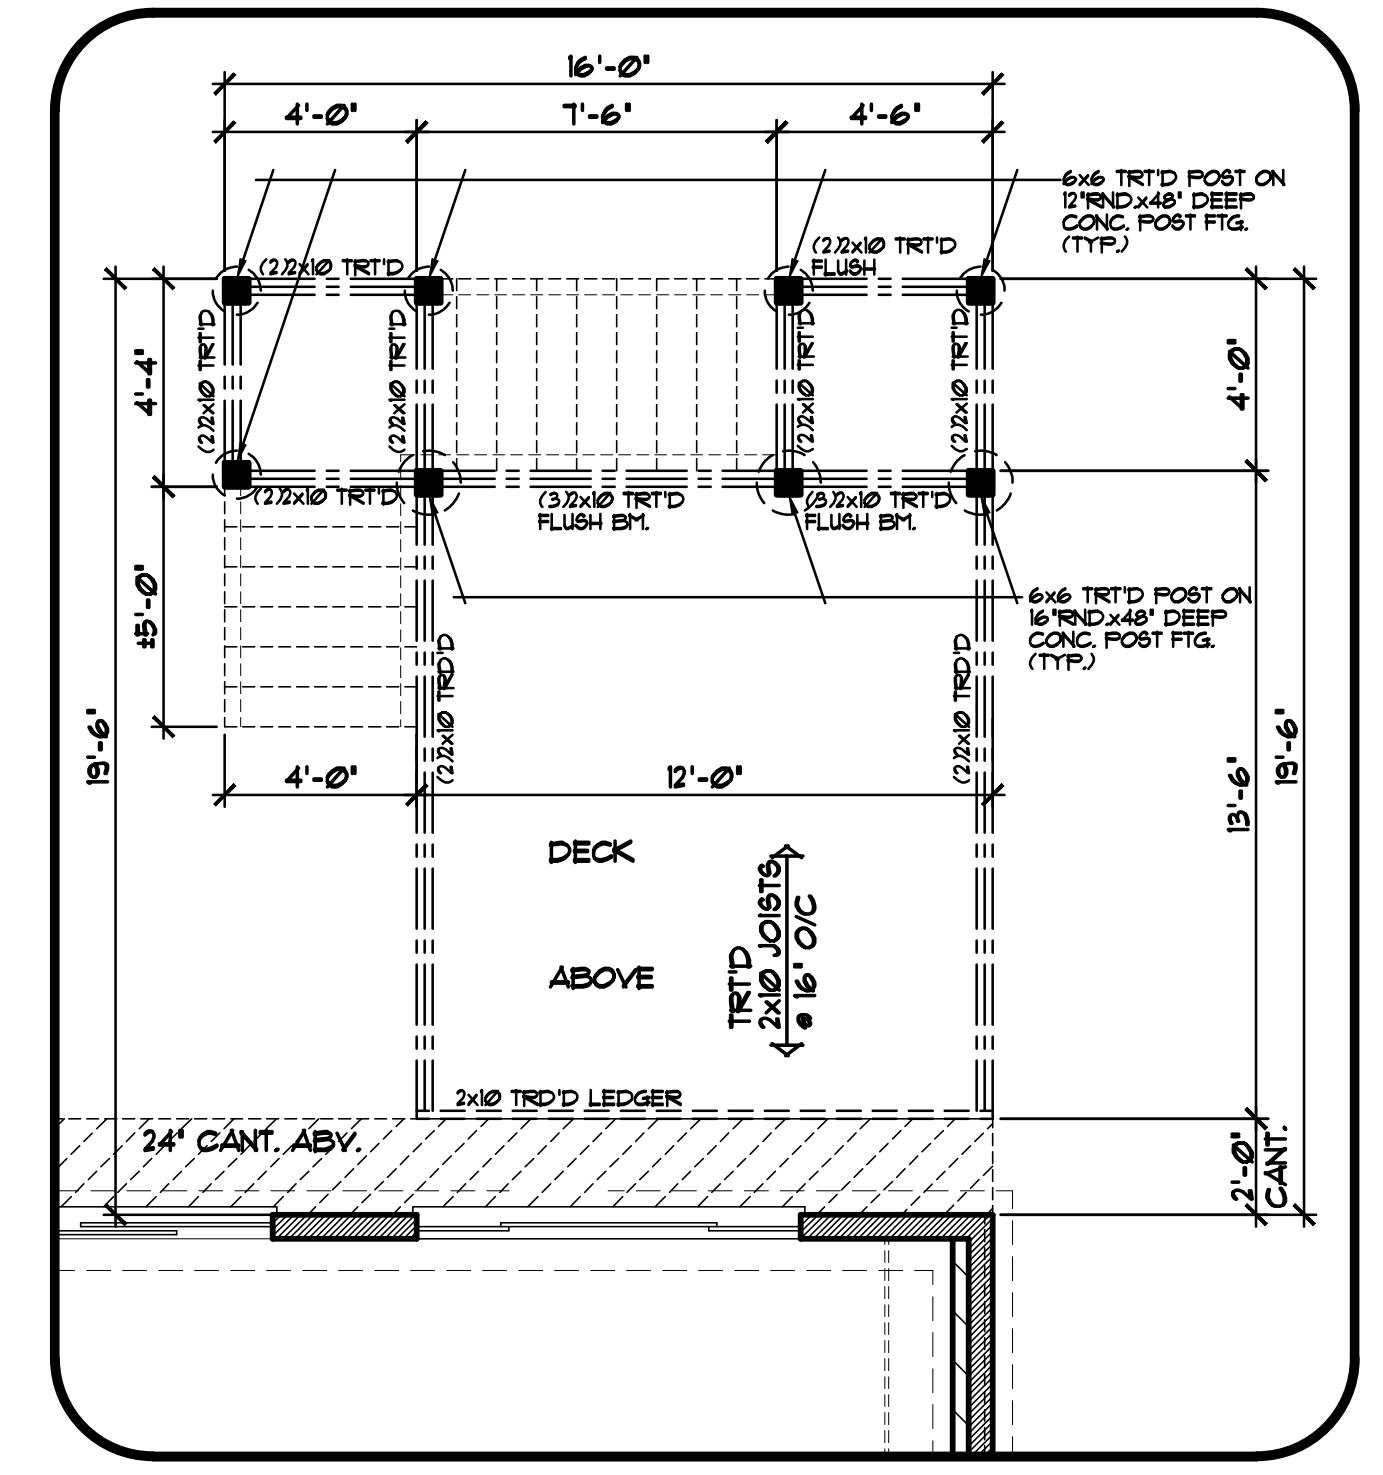 16'-0"
4'-0"
7'-6"
4'-6"
6x6 TRT'D POST ON
12"RND.x48" DEEP
CONC. POST FTG.
(TYP.)
(2)2x10 TRT'D
(2)2x10 TRT'D
FLUSH
(2)2x10 TRT'D
(2)2x10 TRT'D
(2)2x10 TRT'D
(2)2x10 TRT'D
4'-4"
4'-0"
(2)2x10 TRT'D
(3)2x10 TRT'D
FLUSH BM.
(3)2x10 TRT'D
FLUSH BM.
±5'-0"
6x6 TRT'D POST ON
16"RND.x48" DEEP
CONC. POST FTG.
(TYP.)
(2)2x10 TRD'D
(2)2x10 TRD'D
19'-6"
19'-6"
13'-6"
4'-0"
12'-0"
DECK
ABOVE
TRT'D
2x10 JOISTS
@ 16" O/C
2x10 TRD'D LEDGER
24" CANT. ABV.
2'-0"
CANT.